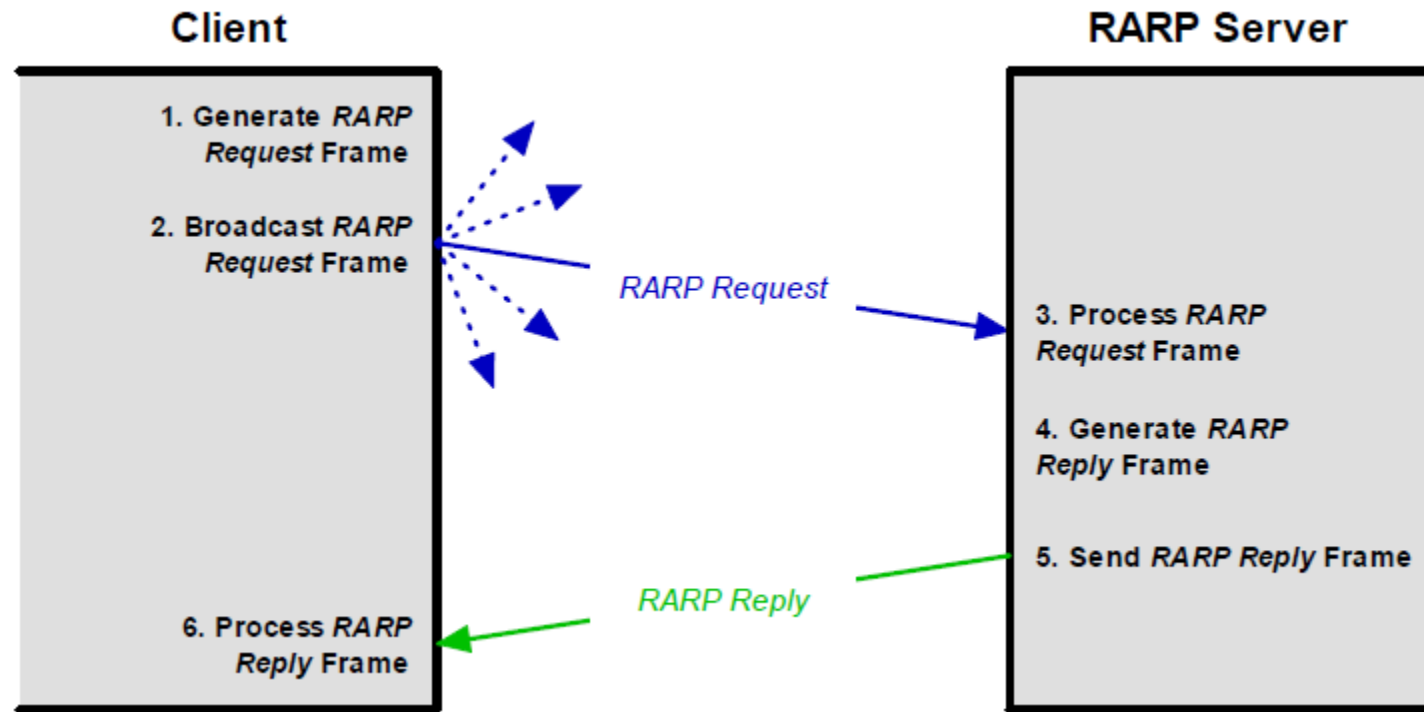 Client
RARP Server
1. Generate RARP
Request Frame
2. Broadcast RARP
Request Frame
RARP Request
3. Process RARP
Request Frame
4. Generate RARP
Reply Frame
5. Send RARP Reply Frame
RARP Reply
6. Process RARP
Reply Frame